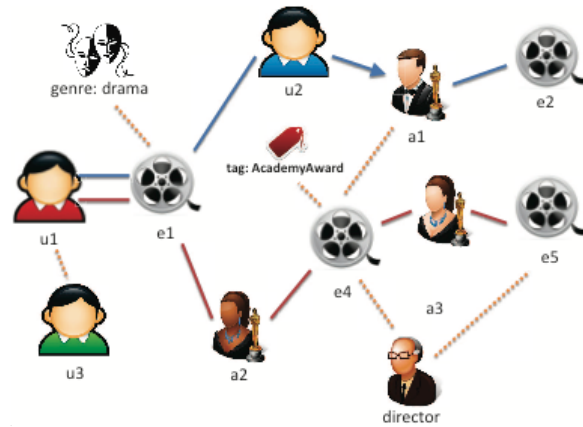 genre: drama
u2
a1
e2
tag: AcademyAward
u1
e1
e4
e5
a3
u3
a2
director